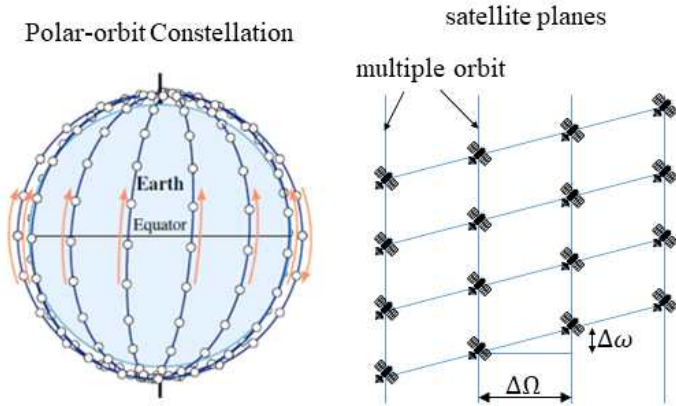 Polar-orbit Constellation
Earth
Equator
satellite planes
multiple orbit
Δω
ΔΩ